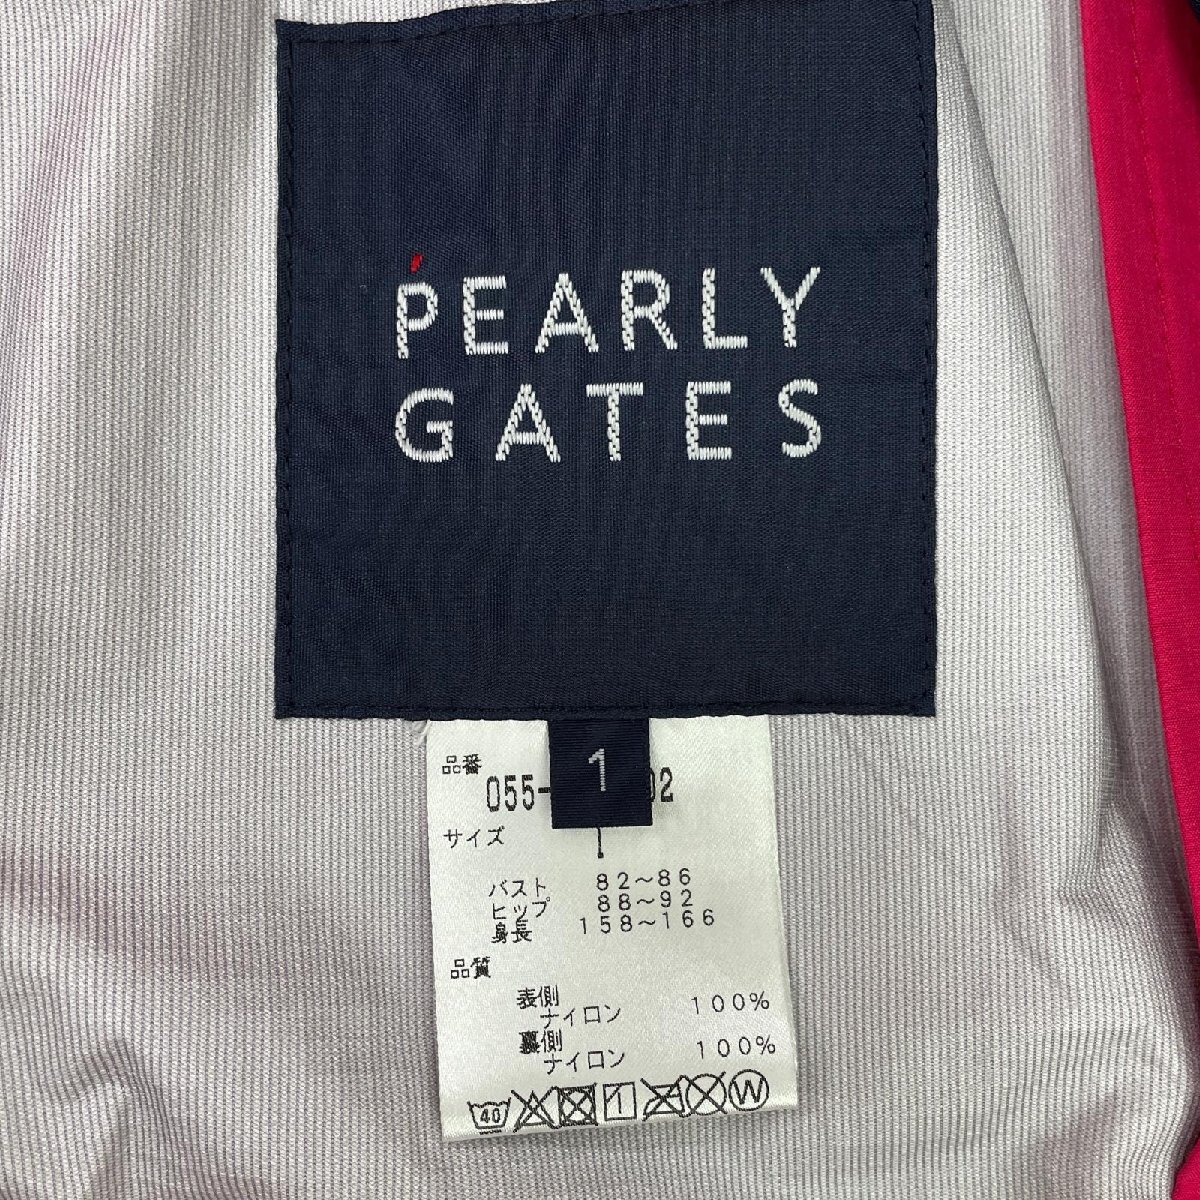 PEARLY
GATES
1
品番
055-
02
サイズ
バスト 82~86
ヒップ 88~92
身長 158~166
品質
表側
ナイロン 100%
裏側
ナイロン 100%
40
1
W